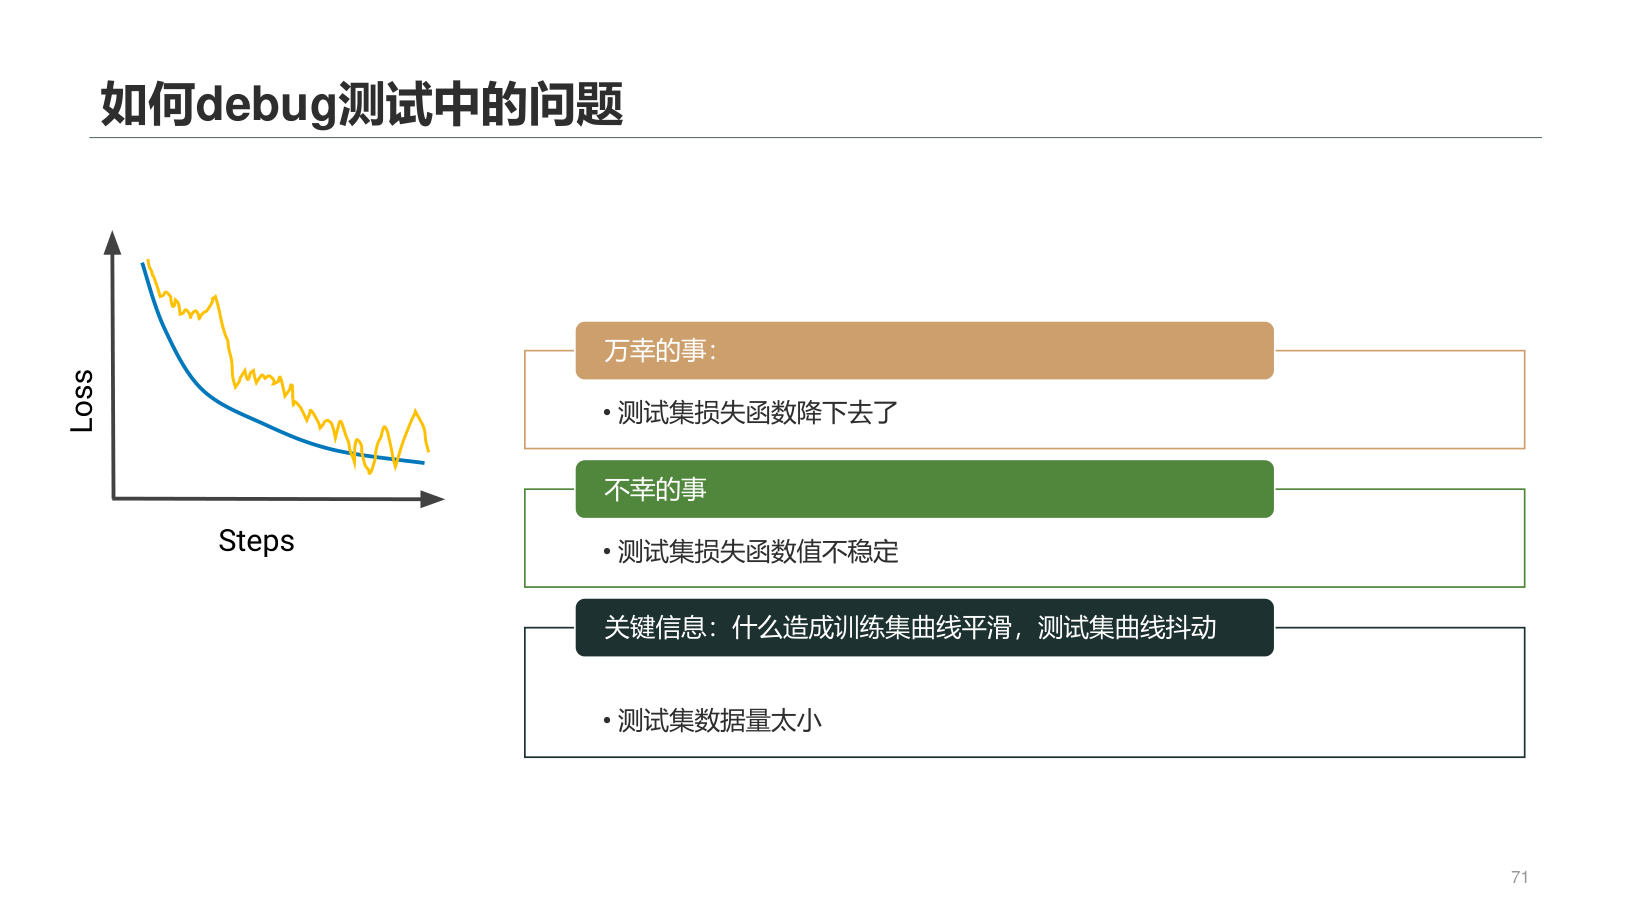 如何debug测试中的问题
Loss
Steps
万幸的事：
• 测试集损失函数降下去了
不幸的事
• 测试集损失函数值不稳定
关键信息：什么造成训练集曲线平滑，测试集曲线抖动
• 测试集数据量太小
71